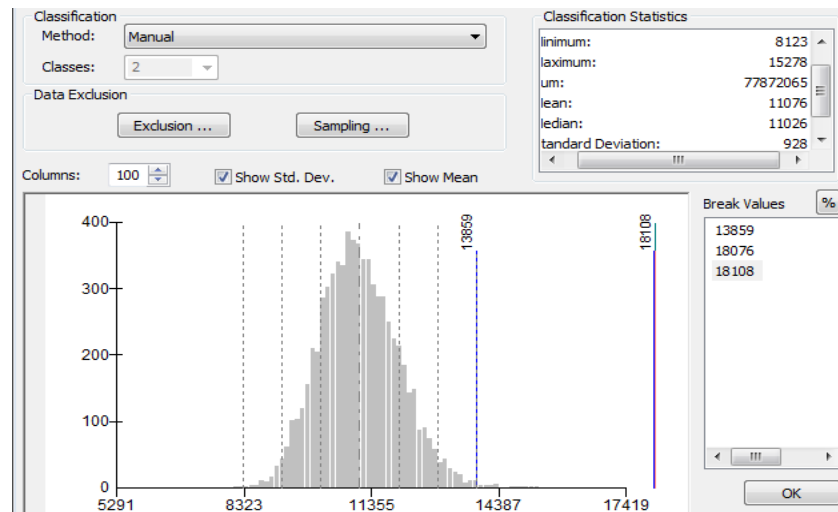 Classification
Method: Manual
Classes: 2
Data Exclusion
Exclusion ...
Sampling ...
Classification Statistics
linimum: 8123
laximum: 15278
um: 77872065
lean: 11076
ledian: 11026
tandard Deviation: 928
Columns: 100
Show Std. Dev.
Show Mean
Break Values
%
13859
18076
18108
400
300
200
100
0
13859
18108
5291
8323
11355
14387
17419
OK